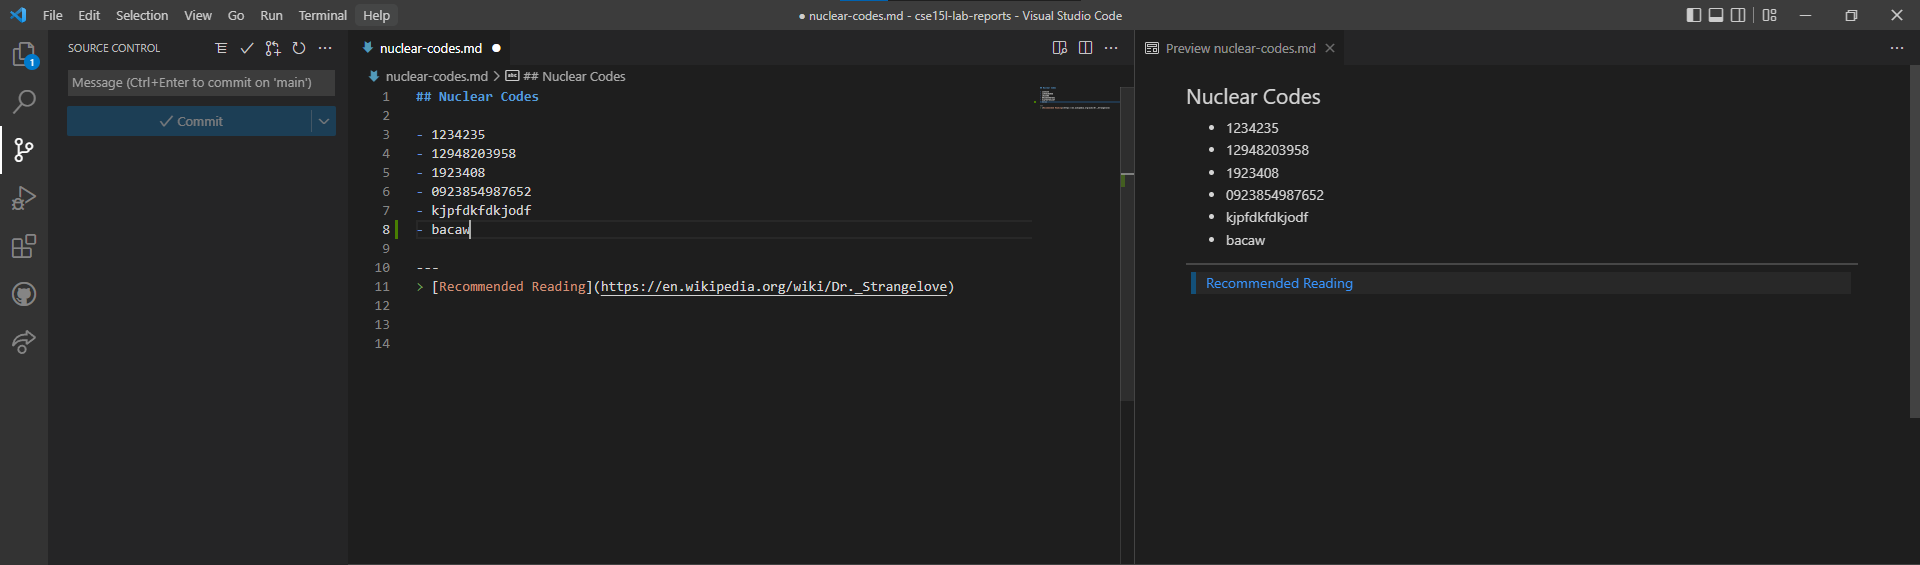 File Edit Selection View Go Run Terminal Help
● nuclear-codes.md - cse15l-lab-reports - Visual Studio Code
1
SOURCE CONTROL
Message (Ctrl+Enter to commit on 'main')
Commit
nuclear-codes.md
nuclear-codes.md > ## Nuclear Codes
1 ## Nuclear Codes
2
3 - 1234235
4 - 12948203958
5 - 1923408
6 - 0923854987652
7 - kjpfdkfdkjodf
8 - bacaw
9
10 ---
11 > [Recommended Reading](https://en.wikipedia.org/wiki/Dr._Strangelove)
12
13
14
Preview nuclear-codes.md
Nuclear Codes
• 1234235
• 12948203958
• 1923408
• 0923854987652
• kjpfdkfdkjodf
• bacaw
Recommended Reading